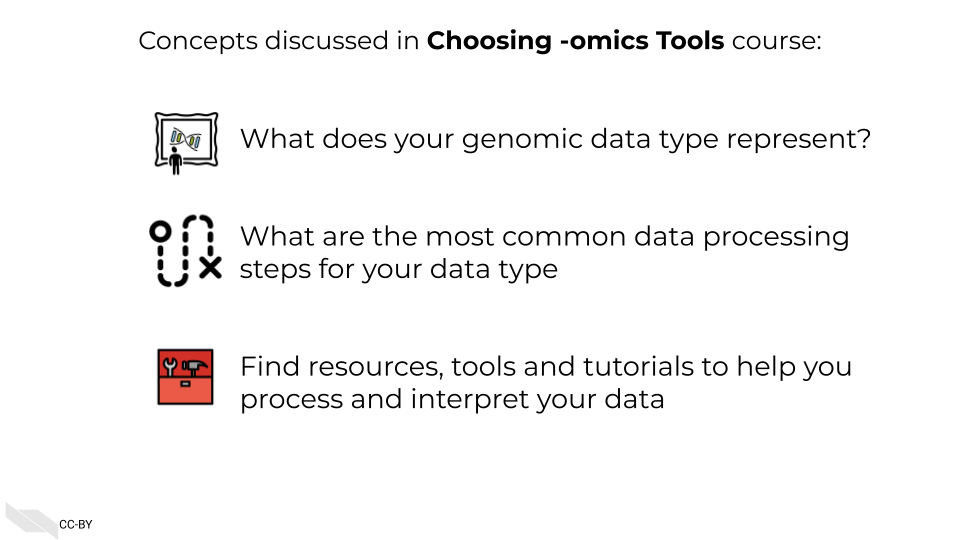 Concepts discussed in Choosing -omics Tools course:
What does your genomic data type represent?
What are the most common data processing
steps for your data type
Find resources, tools and tutorials to help you
process and interpret your data
CC-BY